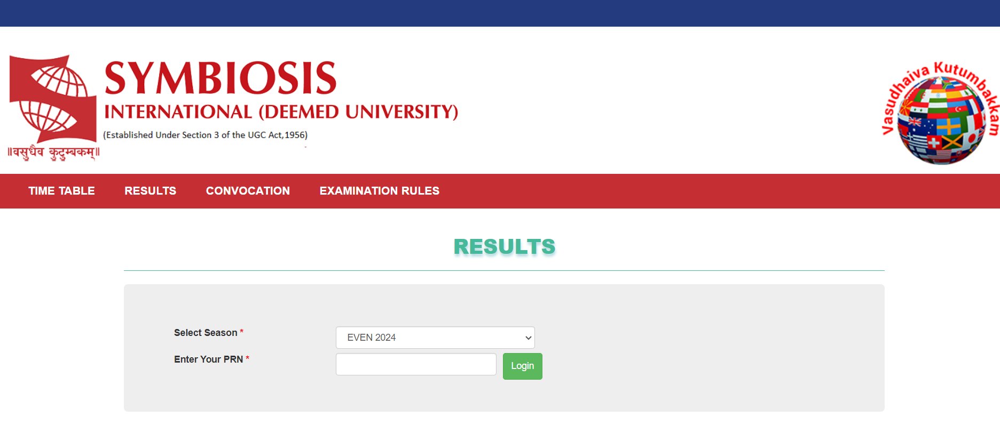 SYMBIOSIS
INTERNATIONAL (DEEMED UNIVERSITY)
(Established Under Section 3 of the UGC Act,1956)
॥वसुधैव कुटुम्बकम्॥
Vasudhaiva Kutumbakkam
TIME TABLE RESULTS CONVOCATION EXAMINATION RULES
RESULTS
Select Season * EVEN 2024
Enter Your PRN * Login